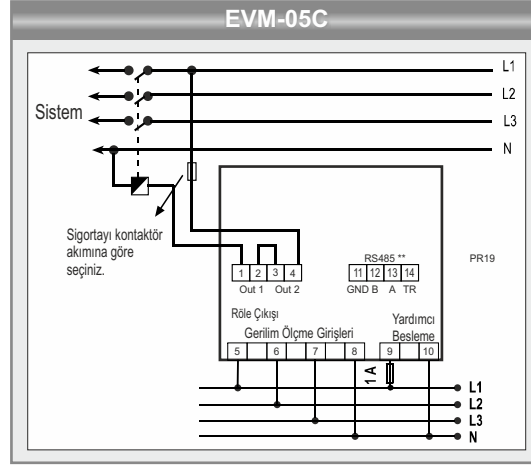 EVM-05C
L1
L2
Sistem
L3
N
Sigortayı kontaktör
akımına göre
seçiniz.
RS485 **
PR19
1 2 3 4
11 12 13 14
Out 1 Out 2
GND B A TR
Röle Çıkışı
Gerilim Ölçme Girişleri
Yardımcı
Besleme
5 6 7 8 9 10
1 A
L1
L2
L3
N